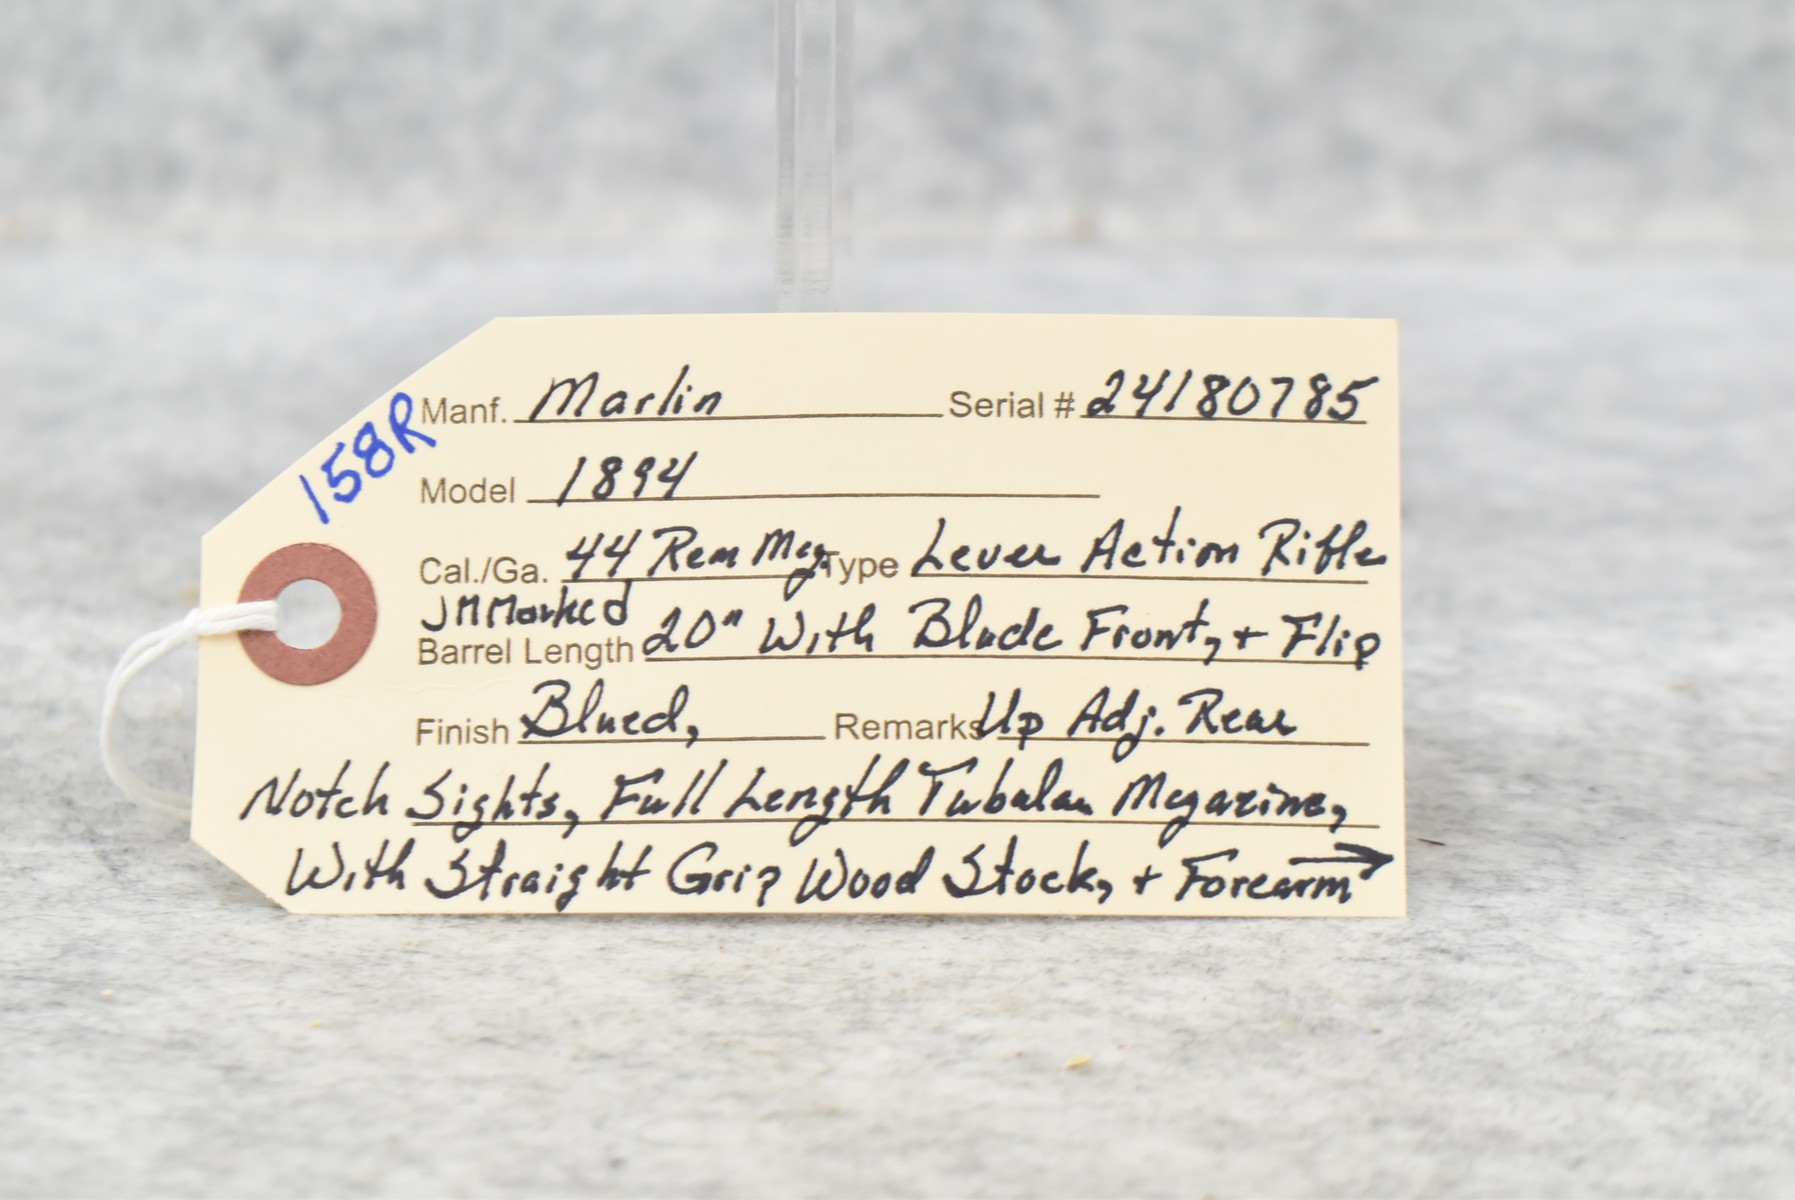 158R
Manf. Marlin Serial # 24180785
Model 1894
Cal./Ga. 44 Rem Mag. Type Lever Action Rifle
JM Marked
Barrel Length 20" With Blade Front, + Flip
Finish Blued, Remarks Up Adj. Rear
Notch Sights, Full Length Tubular Magazine,
With Straight Grip Wood Stock, + Forearm →